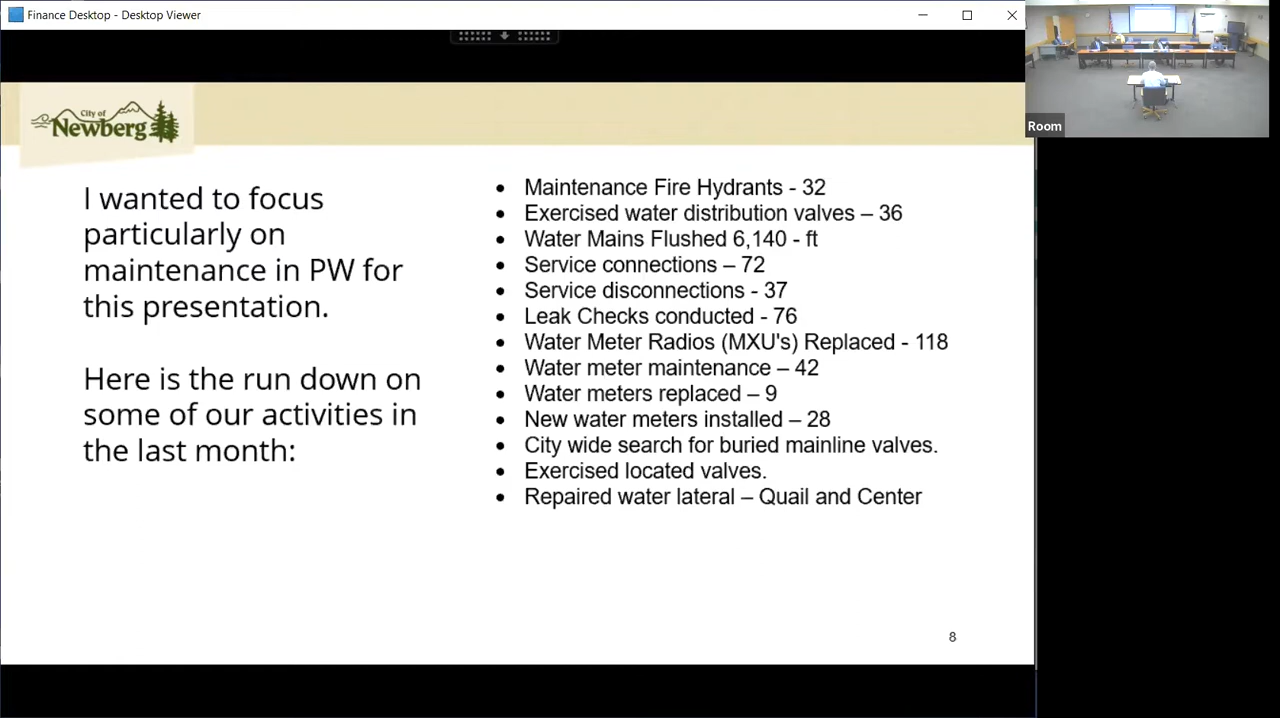 Finance Desktop - Desktop Viewer
Room
City of
Newberg
I wanted to focus
particularly on
maintenance in PW for
this presentation.
Here is the run down on
some of our activities in
the last month:
• Maintenance Fire Hydrants - 32
• Exercised water distribution valves – 36
• Water Mains Flushed 6,140 - ft
• Service connections – 72
• Service disconnections - 37
• Leak Checks conducted - 76
• Water Meter Radios (MXU's) Replaced - 118
• Water meter maintenance – 42
• Water meters replaced – 9
• New water meters installed – 28
• City wide search for buried mainline valves.
• Exercised located valves.
• Repaired water lateral – Quail and Center
8